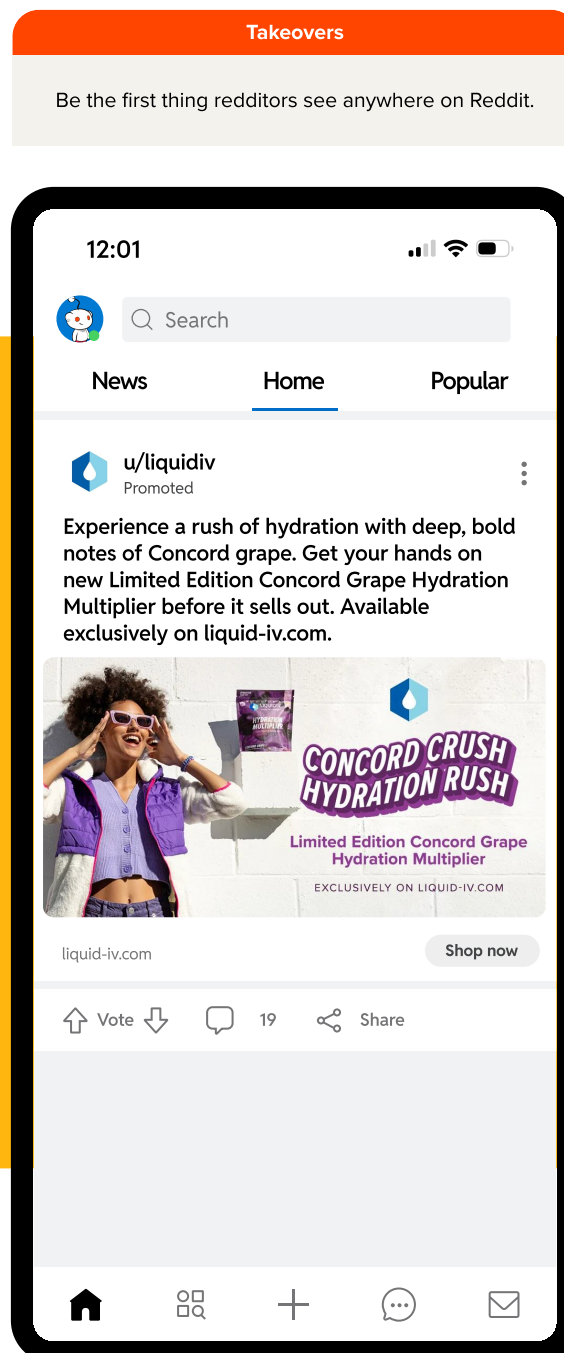 Takeovers
Be the first thing redditors see anywhere on Reddit.
12:01
Search
News Home Popular
u/liquidiv
Promoted
Experience a rush of hydration with deep, bold
notes of Concord grape. Get your hands on
new Limited Edition Concord Grape Hydration
Multiplier before it sells out. Available
exclusively on liquid-iv.com.
HYDRATION
MULTIPLIER
CONCORD CRUSH
HYDRATION RUSH
Limited Edition Concord Grape
Hydration Multiplier
EXCLUSIVELY ON LIQUID-IV.COM
liquid-iv.com
Shop now
Vote 19 Share